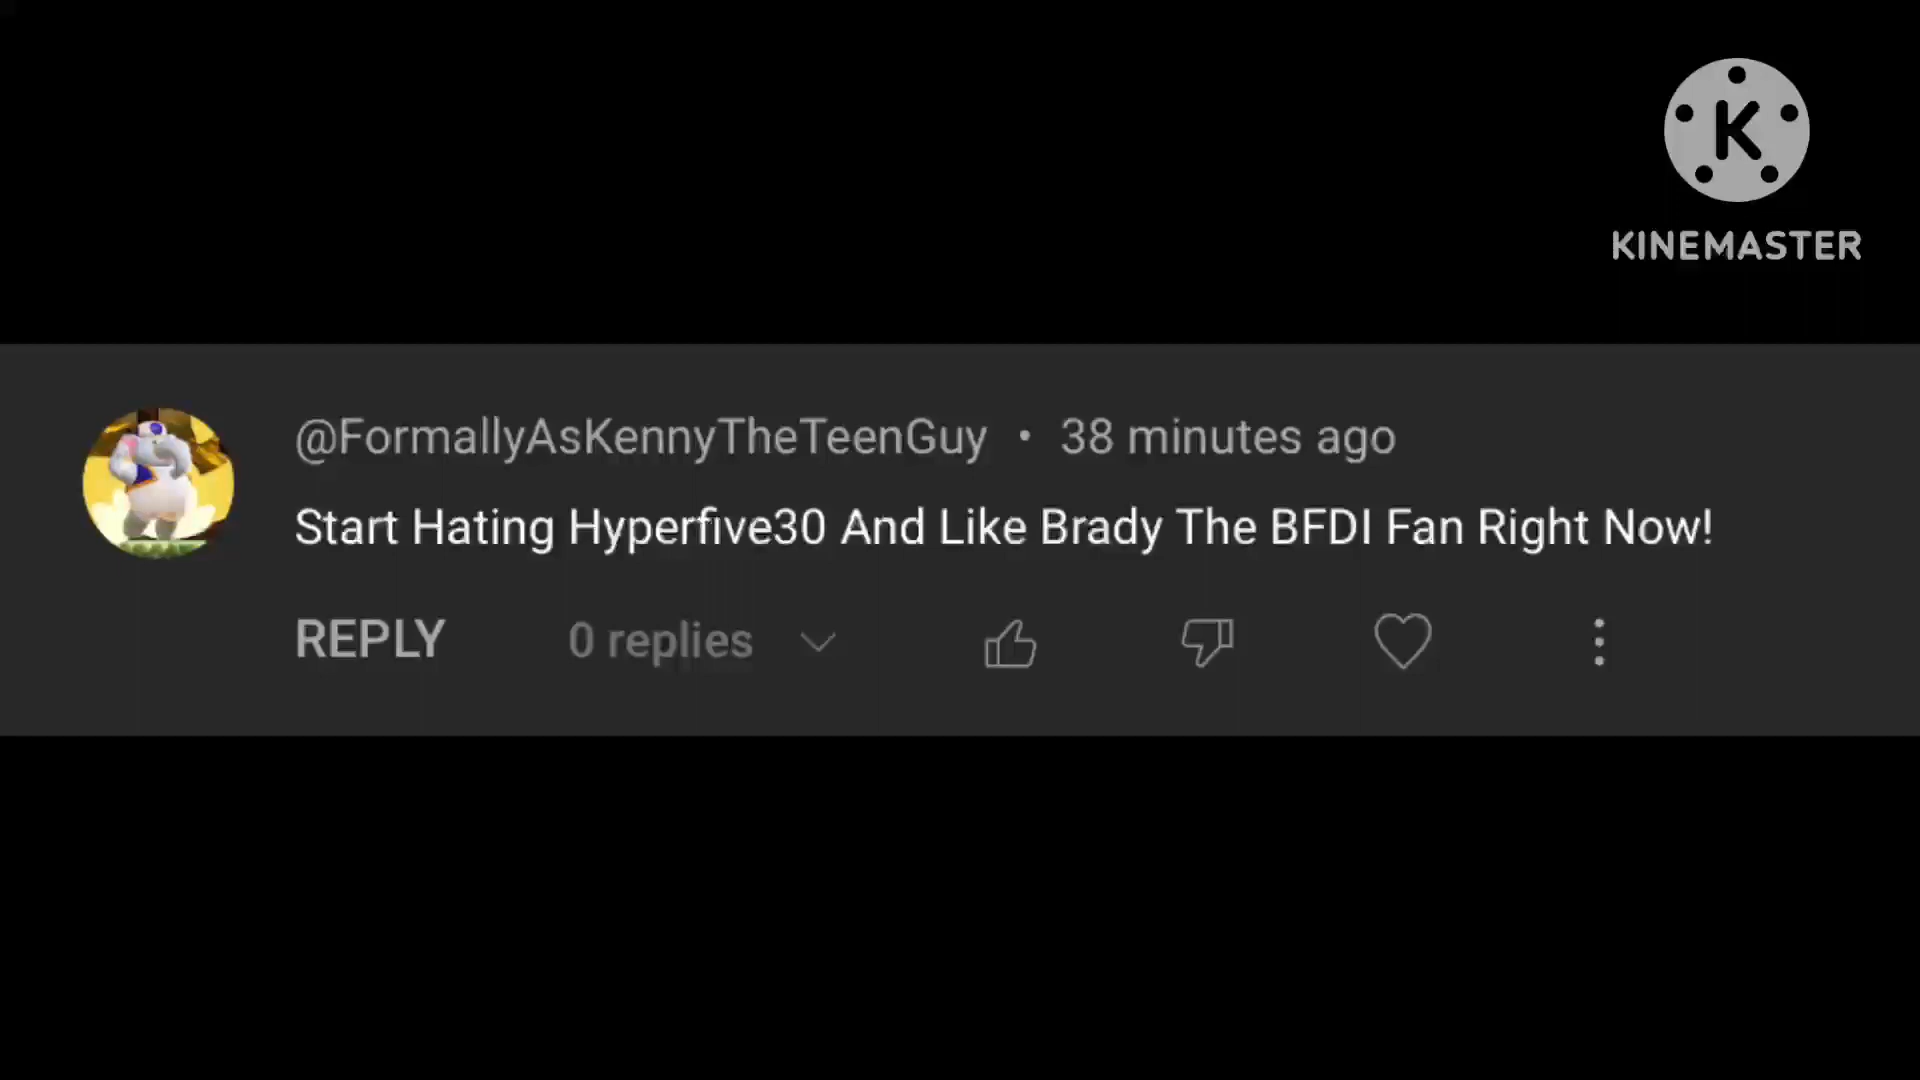 K
KINEMASTER
@FormallyAsKennyTheTeenGuy • 38 minutes ago
Start Hating Hyperfive30 And Like Brady The BFDI Fan Right Now!
REPLY 0 replies